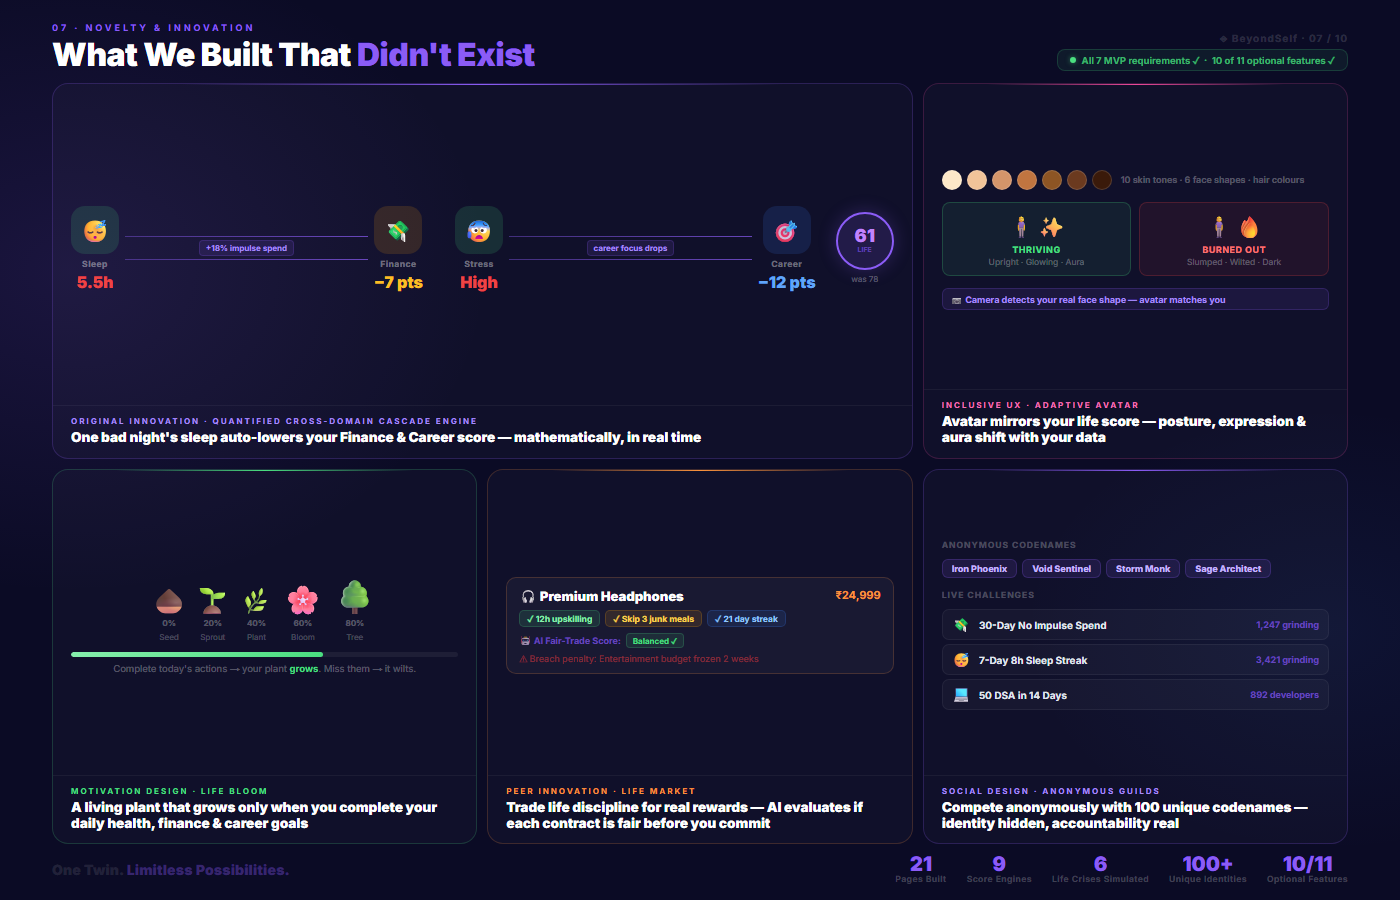 07 · NOVELTY & INNOVATION
What We Built That Didn't Exist
◆ BeyondSelf · 07 / 10
All 7 MVP requirements ✓ · 10 of 11 optional features ✓
Sleep
5.5h
+18% impulse spend
Finance
−7 pts
Stress
High
career focus drops
Career
−12 pts
61
LIFE
was 78
ORIGINAL INNOVATION · QUANTIFIED CROSS-DOMAIN CASCADE ENGINE
One bad night's sleep auto-lowers your Finance & Career score — mathematically, in real time
10 skin tones · 6 face shapes · hair colours
THRIVING
Upright · Glowing · Aura
BURNED OUT
Slumped · Wilted · Dark
Camera detects your real face shape — avatar matches you
INCLUSIVE UX · ADAPTIVE AVATAR
Avatar mirrors your life score — posture, expression &
aura shift with your data
0%
Seed
20%
Sprout
40%
Plant
60%
Bloom
80%
Tree
Complete today's actions → your plant grows. Miss them → it wilts.
MOTIVATION DESIGN · LIFE BLOOM
A living plant that grows only when you complete your
daily health, finance & career goals
Premium Headphones
₹24,999
✓ 12h upskilling
✓ Skip 3 junk meals
✓ 21 day streak
AI Fair-Trade Score: Balanced ✓
⚠ Breach penalty: Entertainment budget frozen 2 weeks
PEER INNOVATION · LIFE MARKET
Trade life discipline for real rewards — AI evaluates if
each contract is fair before you commit
ANONYMOUS CODENAMES
Iron Phoenix
Void Sentinel
Storm Monk
Sage Architect
LIVE CHALLENGES
30-Day No Impulse Spend
1,247 grinding
7-Day 8h Sleep Streak
3,421 grinding
50 DSA in 14 Days
892 developers
SOCIAL DESIGN · ANONYMOUS GUILDS
Compete anonymously with 100 unique codenames —
identity hidden, accountability real
One Twin. Limitless Possibilities.
21
Pages Built
9
Score Engines
6
Life Crises Simulated
100+
Unique Identities
10/11
Optional Features